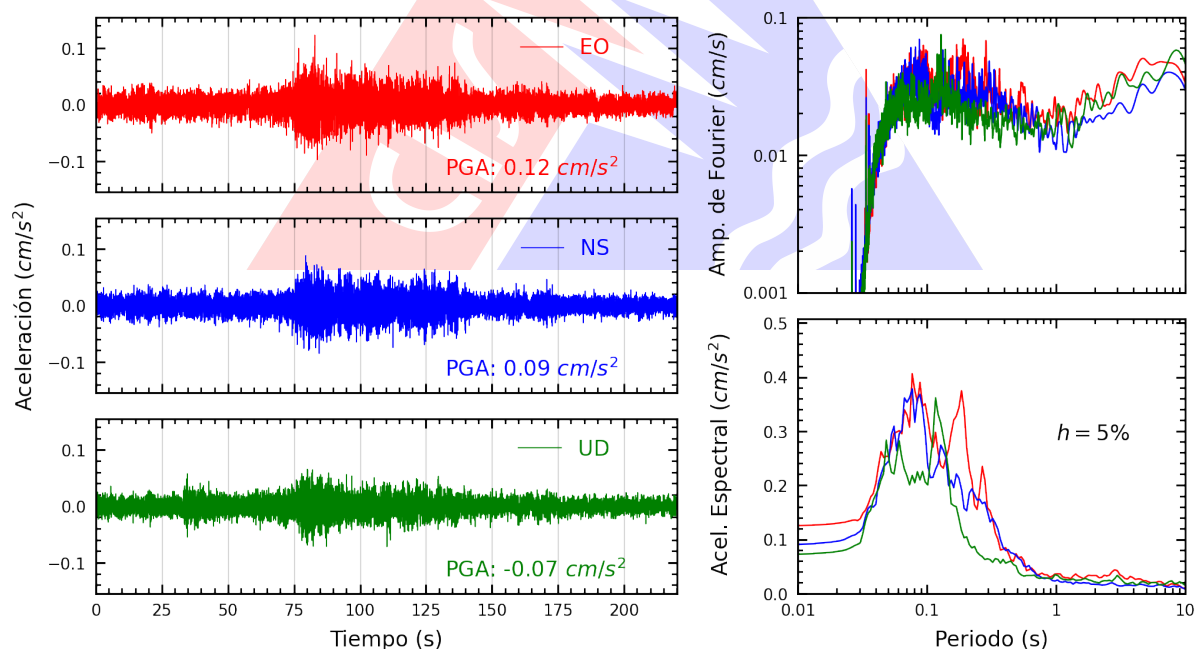 Aceleración (cm/s²)
0.1
0.0
−0.1
EO
PGA: 0.12 cm/s²
0.1
0.0
−0.1
NS
PGA: 0.09 cm/s²
0.1
0.0
−0.1
UD
PGA: -0.07 cm/s²
0 25 50 75 100 125 150 175 200
Tiempo (s)
Amp. de Fourier (cm/s)
0.1
0.01
0.001
Acel. Espectral (cm/s²)
0.5
0.4
0.3
0.2
0.1
0.0
h = 5%
0.01 0.1 1 10
Periodo (s)